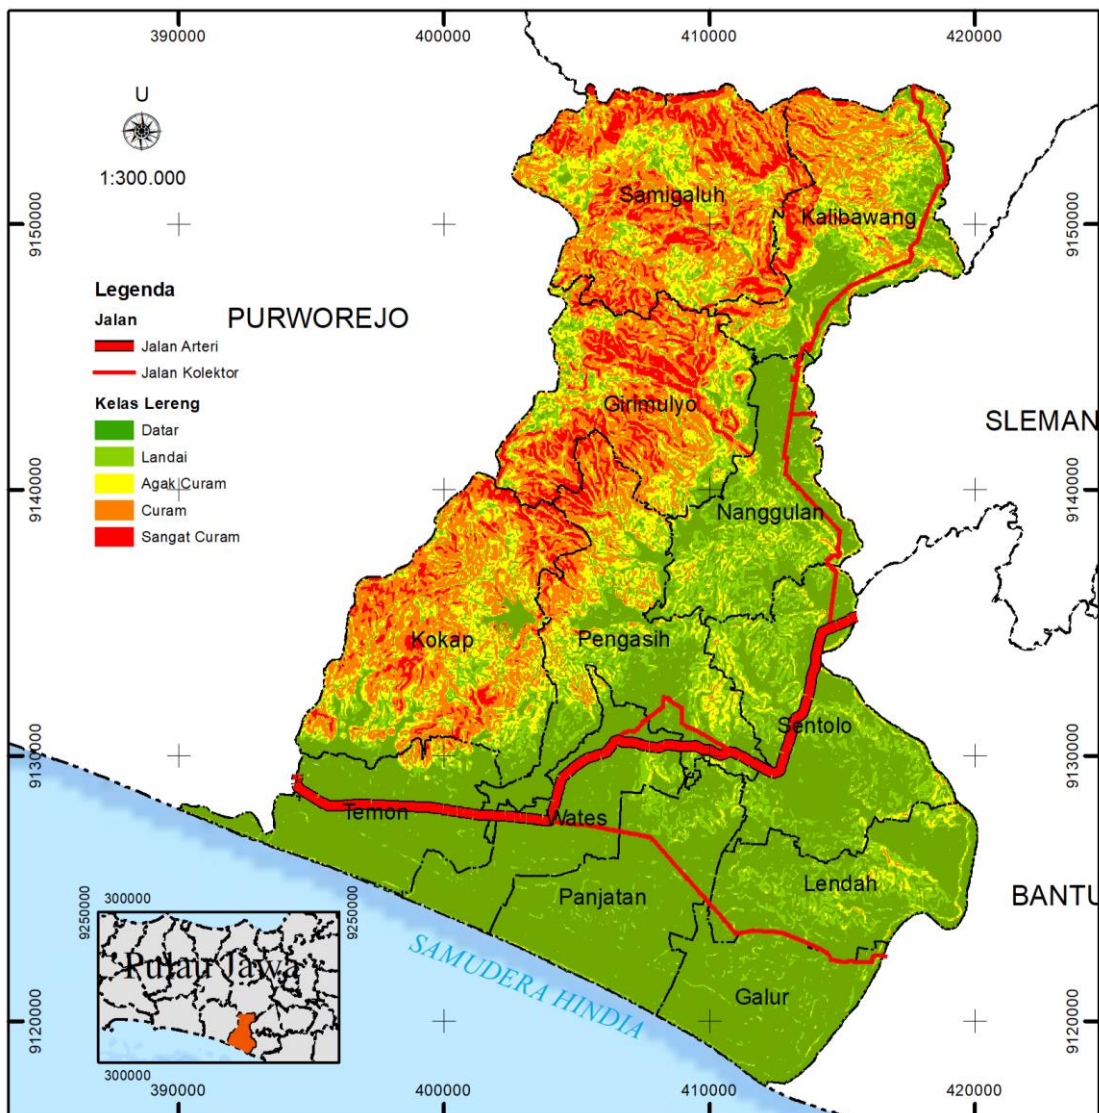 390000
400000
410000
420000
U
1:300.000
9150000
9150000
Samigaluh
Kalibawang
Legenda
Jalan
Jalan Arteri
Jalan Kolektor
PURWOREJO
Kelas Lereng
Datar
Landai
Agak Curam
Curam
Sangat Curam
Girimulyo
SLEMAN
9140000
9140000
Nanggulan
Kokap
Pengasih
Sentolo
9130000
9130000
Temon
Wates
Lendah
Panjatan
BANTU
SAMUDERA HINDIA
Galur
300000
9250000
9250000
Pulau Jawa
300000
9120000
9120000
390000
400000
410000
420000